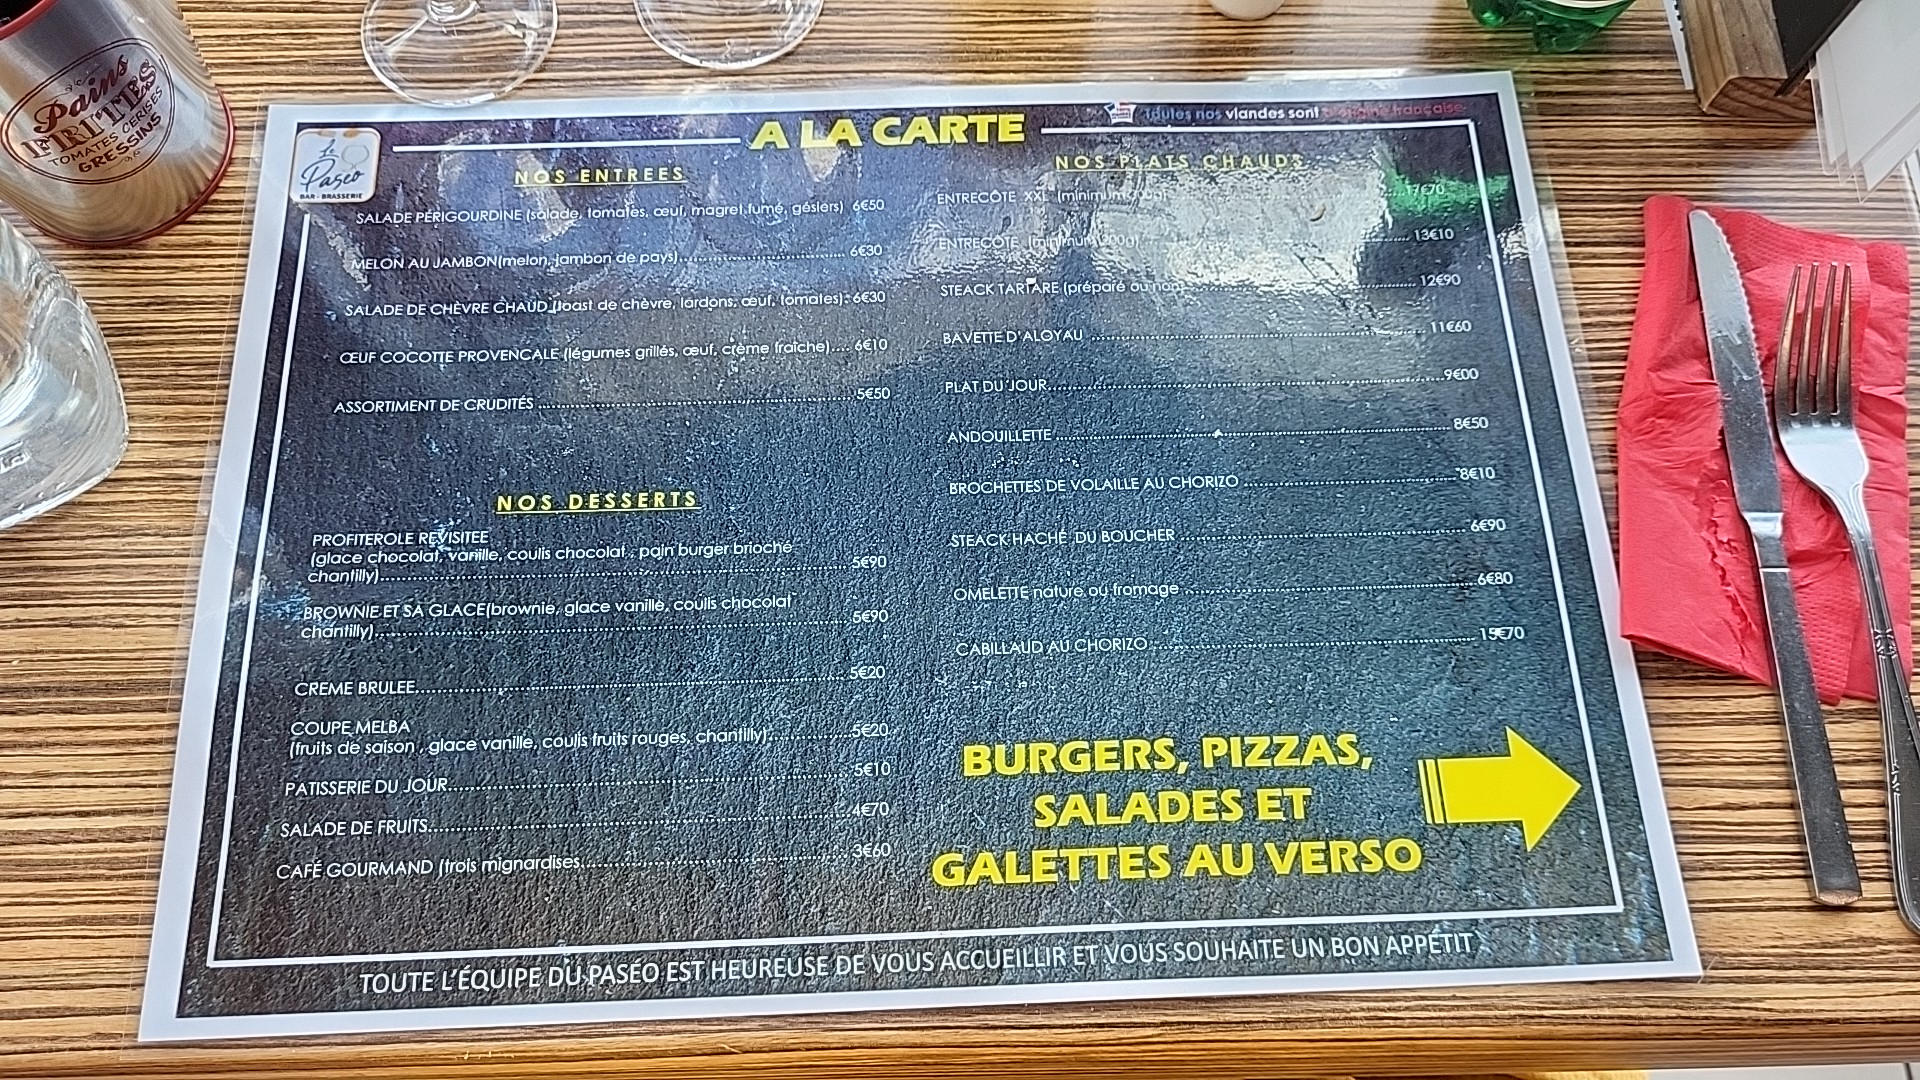 Pains
FRITES
TOMATES CERISES
GRESSINS
Le
Paseo
BAR - BRASSERIE
A LA CARTE
Toutes nos viandes sont d'origine française
NOS ENTREES
SALADE PÉRIGOURDINE (salade, tomates, œuf, magret fumé, gésiers) 6€50
MELON AU JAMBON(melon, jambon de pays)........ 6€30
SALADE DE CHÈVRE CHAUD (toast de chèvre, lardons, œuf, tomates). 6€30
ŒUF COCOTTE PROVENCALE (légumes grillés, œuf, crème fraîche).... 6€10
ASSORTIMENT DE CRUDITÉS ........ 5€50
NOS DESSERTS
PROFITEROLE REVISITEE
(glace chocolat, vanille, coulis chocolat , pain burger brioché
chantilly)........ 5€90
BROWNIE ET SA GLACE(brownie, glace vanille, coulis chocolat
chantilly)........ 5€90
CREME BRULEE........ 5€20
COUPE MELBA
(fruits de saison , glace vanille, coulis fruits rouges, chantilly)........ 5€20
PATISSERIE DU JOUR........ 5€10
SALADE DE FRUITS........ 4€70
CAFÉ GOURMAND (trois mignardises........ 3€60
NOS PLATS CHAUDS
ENTRECÔTE XXL (minimum ........ 17€70
ENTRECÔTE (minimum 200g)........ 13€10
STEACK TARTARE (préparé ou non)........ 12€90
BAVETTE D'ALOYAU ........ 11€60
PLAT DU JOUR........ 9€00
ANDOUILLETTE ........ 8€50
BROCHETTES DE VOLAILLE AU CHORIZO ........ 8€10
STEACK HACHÉ DU BOUCHER ........ 6€90
OMELETTE nature ou fromage ........ 6€80
CABILLAUD AU CHORIZO ........ 15€70
BURGERS, PIZZAS,
SALADES ET
GALETTES AU VERSO
TOUTE L'ÉQUIPE DU PASÉO EST HEUREUSE DE VOUS ACCUEILLIR ET VOUS SOUHAITE UN BON APPETIT